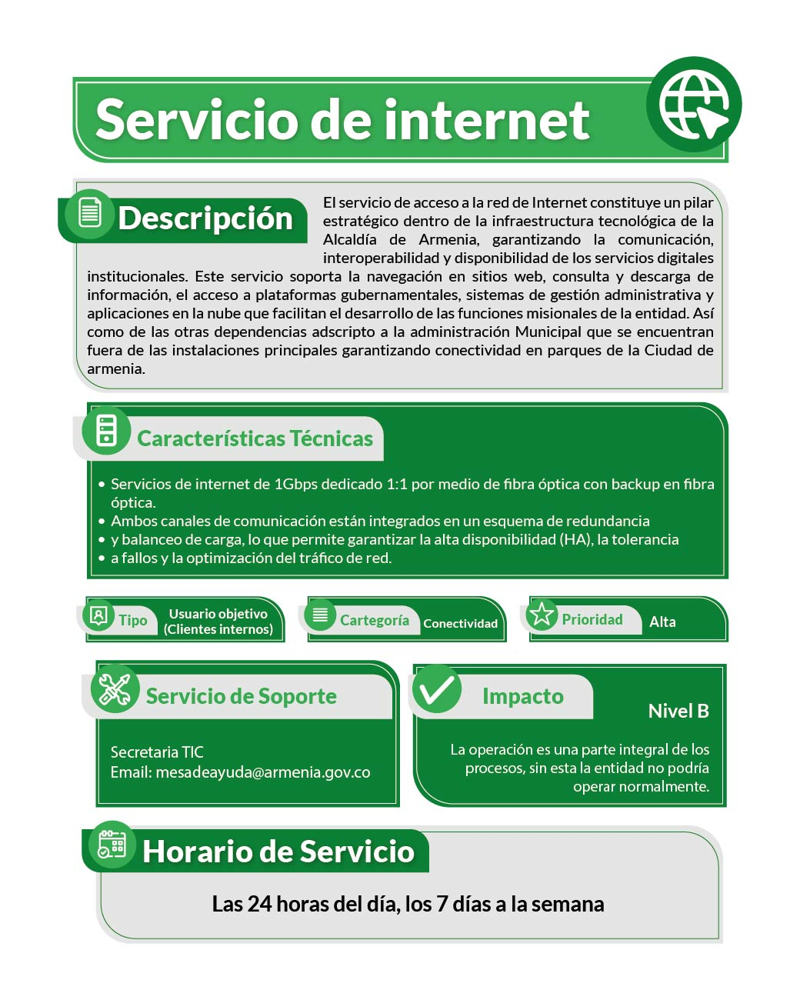 Servicio de internet
Descripción
El servicio de acceso a la red de Internet constituye un pilar
estratégico dentro de la infraestructura tecnológica de la
Alcaldía de Armenia, garantizando la comunicación,
interoperabilidad y disponibilidad de los servicios digitales
institucionales. Este servicio soporta la navegación en sitios web, consulta y descarga de
información, el acceso a plataformas gubernamentales, sistemas de gestión administrativa y
aplicaciones en la nube que facilitan el desarrollo de las funciones misionales de la entidad. Así
como de las otras dependencias adscripto a la administración Municipal que se encuentran
fuera de las instalaciones principales garantizando conectividad en parques de la Ciudad de
armenia.
Características Técnicas
• Servicios de internet de 1Gbps dedicado 1:1 por medio de fibra óptica con backup en fibra
óptica.
• Ambos canales de comunicación están integrados en un esquema de redundancia
• y balanceo de carga, lo que permite garantizar la alta disponibilidad (HA), la tolerancia
• a fallos y la optimización del tráfico de red.
Tipo
Usuario objetivo
(Clientes internos)
Cartegoría
Conectividad
Prioridad
Alta
Servicio de Soporte
Secretaria TIC
Email: mesadeayuda@armenia.gov.co
Impacto
Nivel B
La operación es una parte integral de los
procesos, sin esta la entidad no podría
operar normalmente.
Horario de Servicio
Las 24 horas del día, los 7 días a la semana